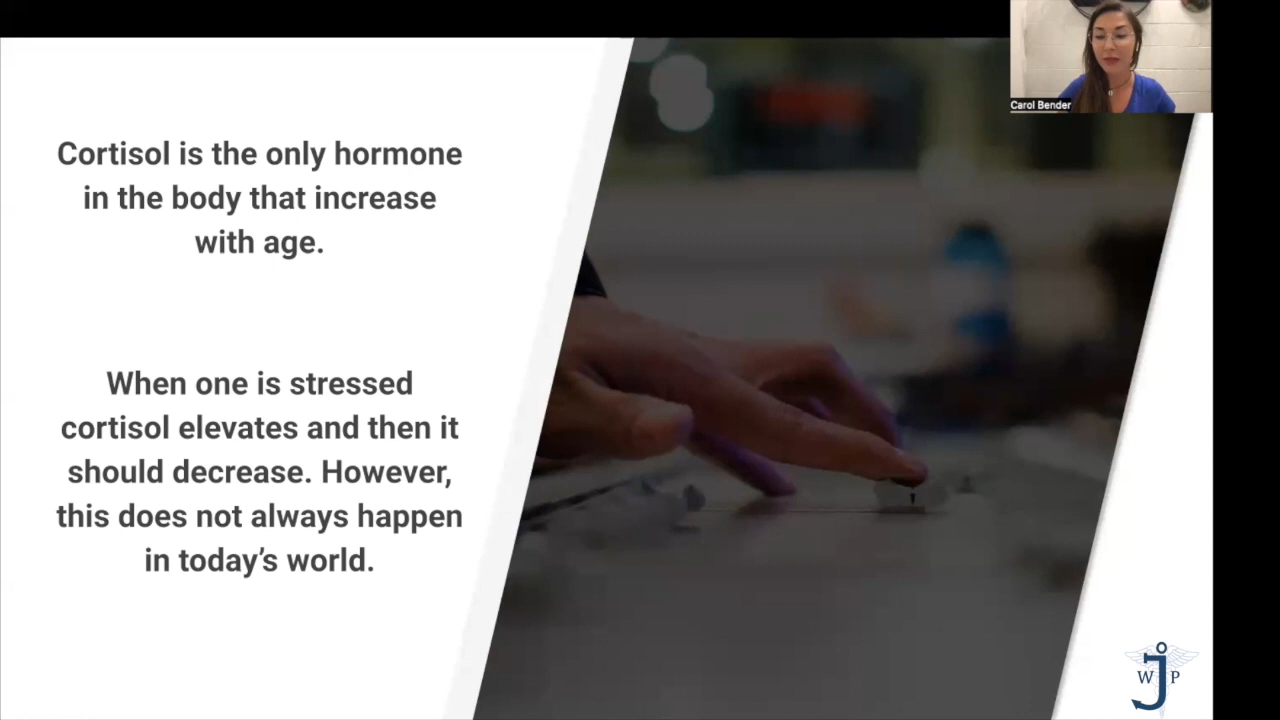 Carol Bender
Cortisol is the only hormone
in the body that increase
with age.
When one is stressed
cortisol elevates and then it
should decrease. However,
this does not always happen
in today’s world.
W J P